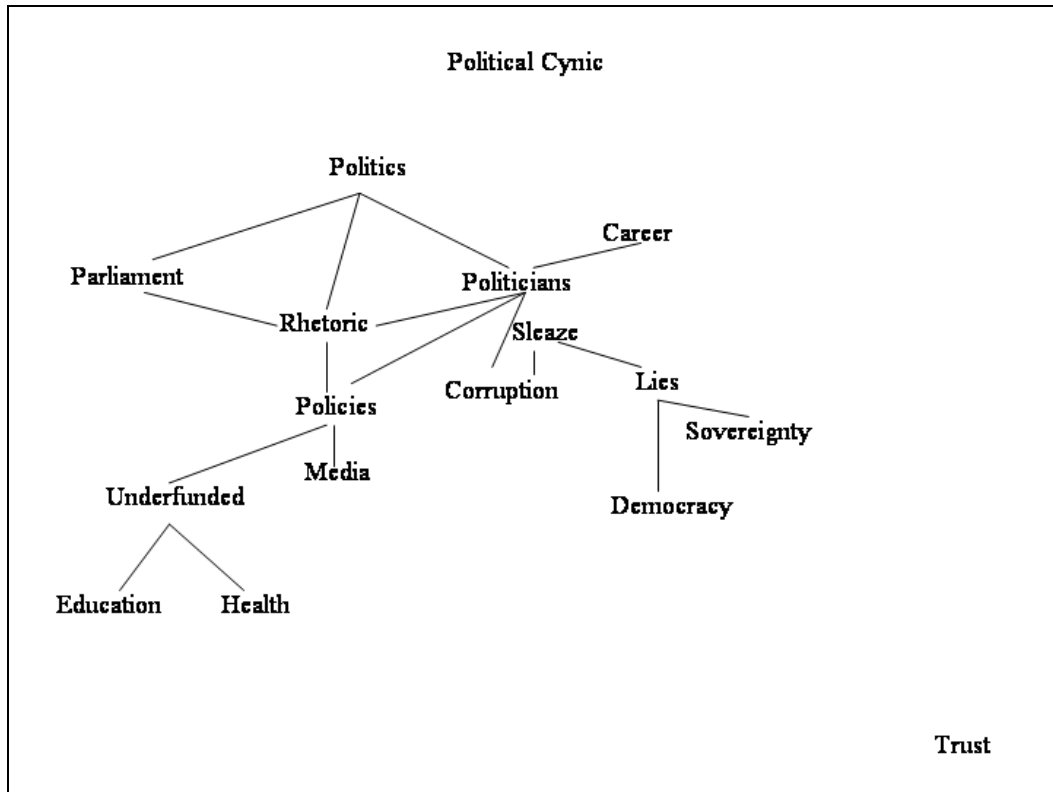 Political Cynic
Politics
Career
Parliament
Politicians
Rhetoric
Sleaze
Corruption
Lies
Policies
Sovereignty
Media
Underfunded
Democracy
Education
Health
Trust